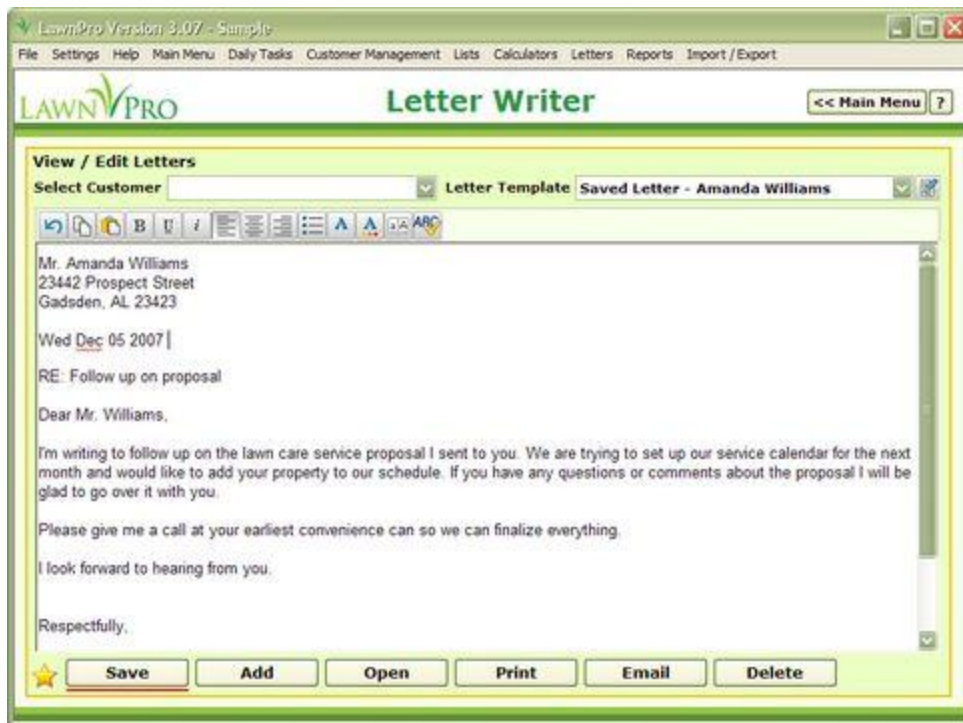 LawnPro Version 3.07 - Sample
File Settings Help Main Menu Daily Tasks Customer Management Lists Calculators Letters Reports Import / Export
LAWNPRO Letter Writer << Main Menu ?
View / Edit Letters
Select Customer Letter Template Saved Letter - Amanda Williams
B U i A A a A ABC
Mr. Amanda Williams
23442 Prospect Street
Gadsden, AL 23423
Wed Dec 05 2007
RE: Follow up on proposal
Dear Mr. Williams,
I'm writing to follow up on the lawn care service proposal I sent to you. We are trying to set up our service calendar for the next
month and would like to add your property to our schedule. If you have any questions or comments about the proposal I will be
glad to go over it with you.
Please give me a call at your earliest convenience can so we can finalize everything.
I look forward to hearing from you.
Respectfully,
Save Add Open Print Email Delete